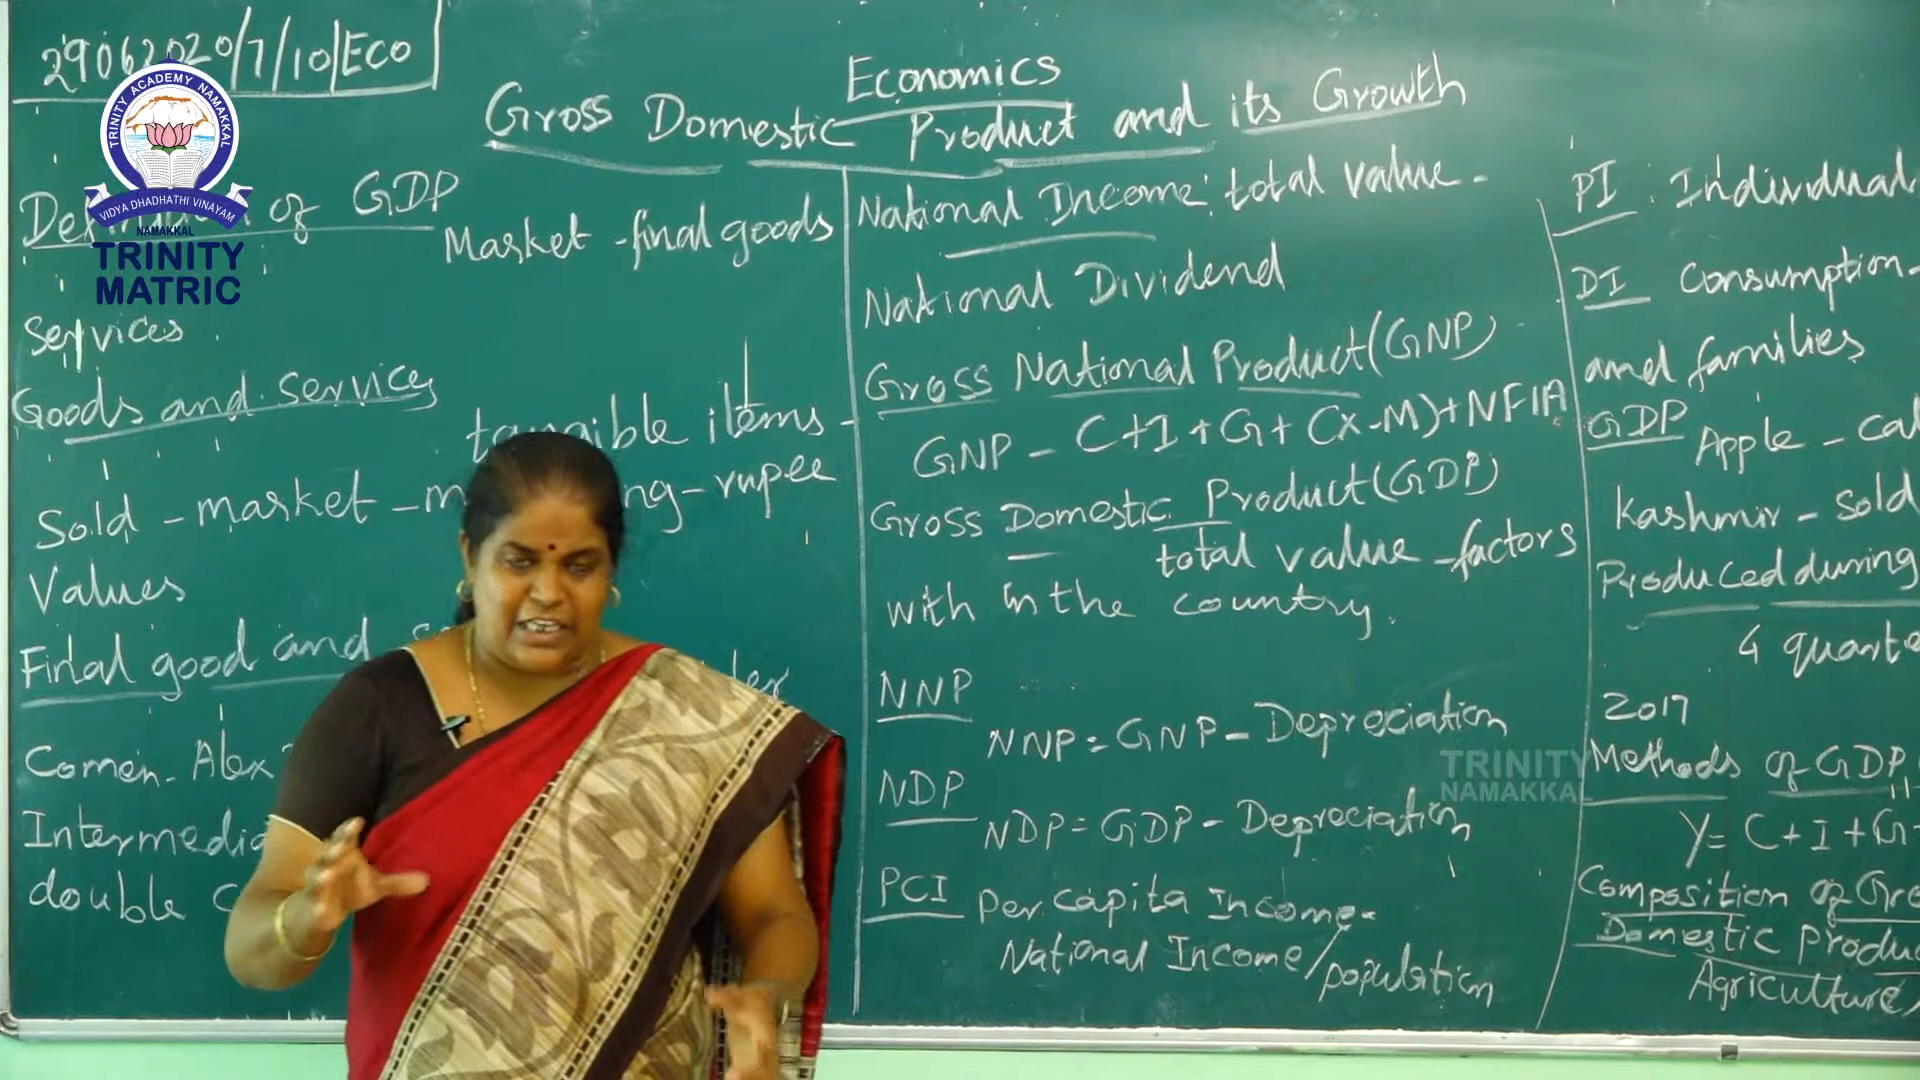 29062020/7/10/Eco
Economics
Gross Domestic Product and its Growth
TRINITY ACADEMY NAMAKKAL
VIDYA DHADHATHI VINAYAM
NAMAKKAL
TRINITY
MATRIC
of GDP
Market - final goods
Services
Goods and Services
tangible items -
Sold - market - rupee
Values
Final good and
Comen - Alex
double
National Income : total value -
National Dividend
Gross National Product (GNP)
GNP - C+I+G+(X-M)+NFIA
Gross Domestic Product (GDP)
total value - factors
with in the country.
NNP
NNP = GNP - Depreciation
NDP
NDP = GDP - Depreciation
PCI Per Capita Income =
National Income / population
PI : Individual
DI Consumption -
and families
GDP Apple -
Kashmir - Sold
Produced during
4
2017
Methods of GDP
Y = C + I + G +
Composition of
Domestic
Agriculture,
TRINITY
NAMAKKAL